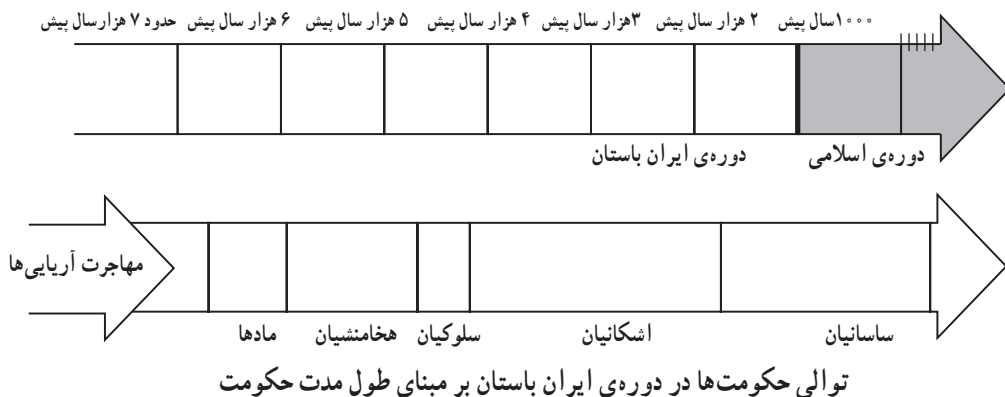 حدود ۷ هزارسال پیش ۶ هزار سال پیش ۵ هزار سال پیش ۴ هزار سال پیش ۳هزار سال پیش ۲ هزار سال پیش ۱۰۰۰سال پیش
دوره‌ی ایران باستان دوره‌ی اسلامی
مهاجرت آریایی‌ها
مادها هخامنشیان سلوکیان اشکانیان ساسانیان
توالی حکومت‌ها در دوره‌ی ایران باستان بر مبنای طول مدت حکومت